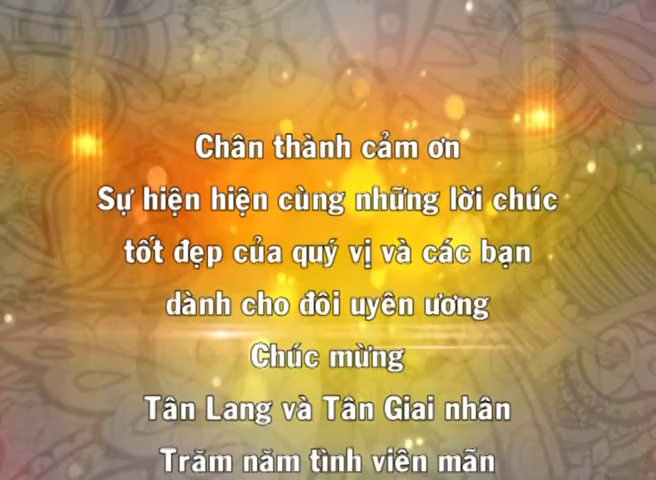 Chân thành cảm ơn
Sự hiện hiện cùng những lời chúc
tốt đẹp của quý vị và các bạn
dành cho đôi uyên ương
Chúc mừng
Tân Lang và Tân Giai nhân
Trăm năm tình viên mãn